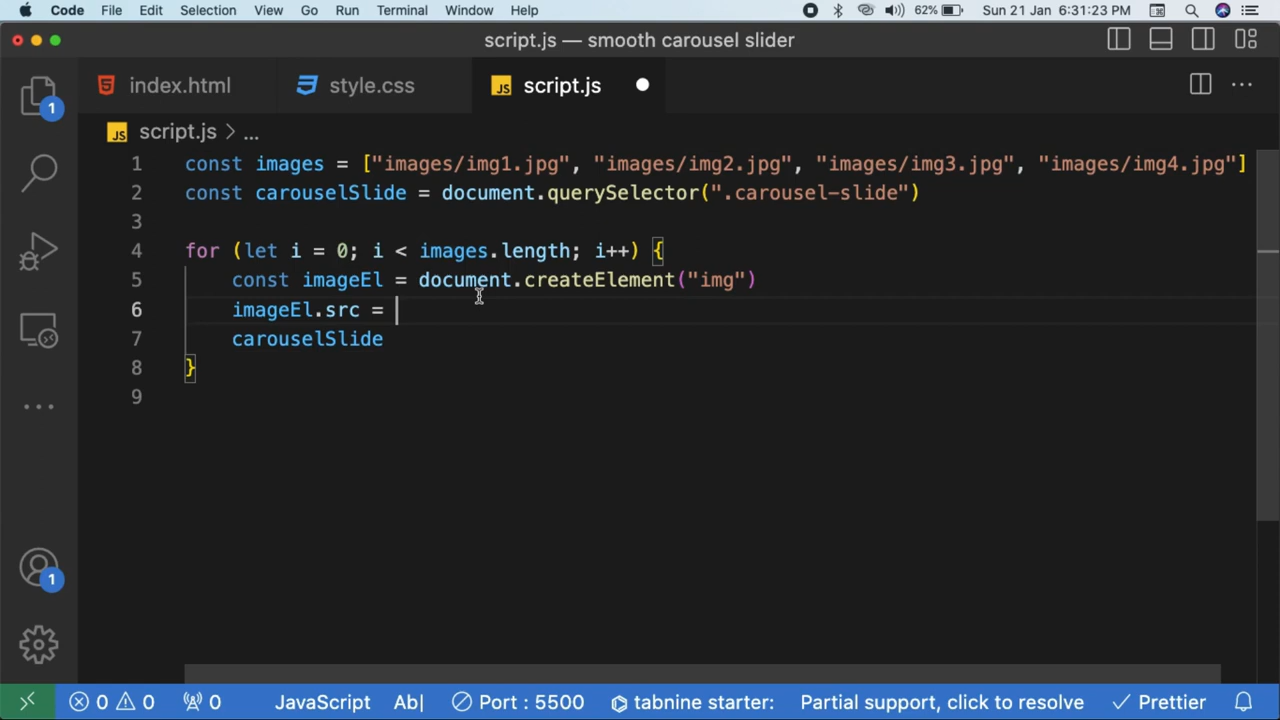 Code File Edit Selection View Go Run Terminal Window Help 62% Sun 21 Jan 6:31:23 PM
script.js — smooth carousel slider
index.html style.css JS script.js
JS script.js > ...
1 const images = ["images/img1.jpg", "images/img2.jpg", "images/img3.jpg", "images/img4.jpg"]
2 const carouselSlide = document.querySelector(".carousel-slide")
3
4 for (let i = 0; i < images.length; i++) {
5 const imageEl = document.createElement("img")
6 imageEl.src =
7 carouselSlide
8 }
9
1
1
0 0 0 JavaScript Ab| Port : 5500 tabnine starter: Partial support, click to resolve Prettier